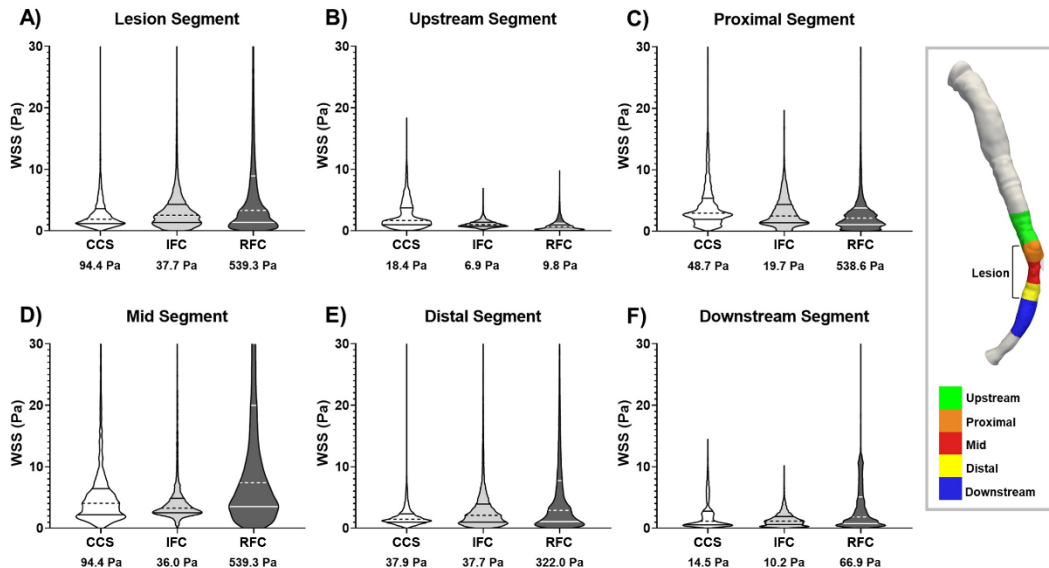 A) Lesion Segment
WSS (Pa)
30
20
10
0
CCS IFC RFC
94.4 Pa 37.7 Pa 539.3 Pa
B) Upstream Segment
WSS (Pa)
30
20
10
0
CCS IFC RFC
18.4 Pa 6.9 Pa 9.8 Pa
C) Proximal Segment
WSS (Pa)
30
20
10
0
CCS IFC RFC
48.7 Pa 19.7 Pa 538.6 Pa
D) Mid Segment
WSS (Pa)
30
20
10
0
CCS IFC RFC
94.4 Pa 36.0 Pa 539.3 Pa
E) Distal Segment
WSS (Pa)
30
20
10
0
CCS IFC RFC
37.9 Pa 37.7 Pa 322.0 Pa
F) Downstream Segment
WSS (Pa)
30
20
10
0
CCS IFC RFC
14.5 Pa 10.2 Pa 66.9 Pa
Lesion
Upstream
Proximal
Mid
Distal
Downstream